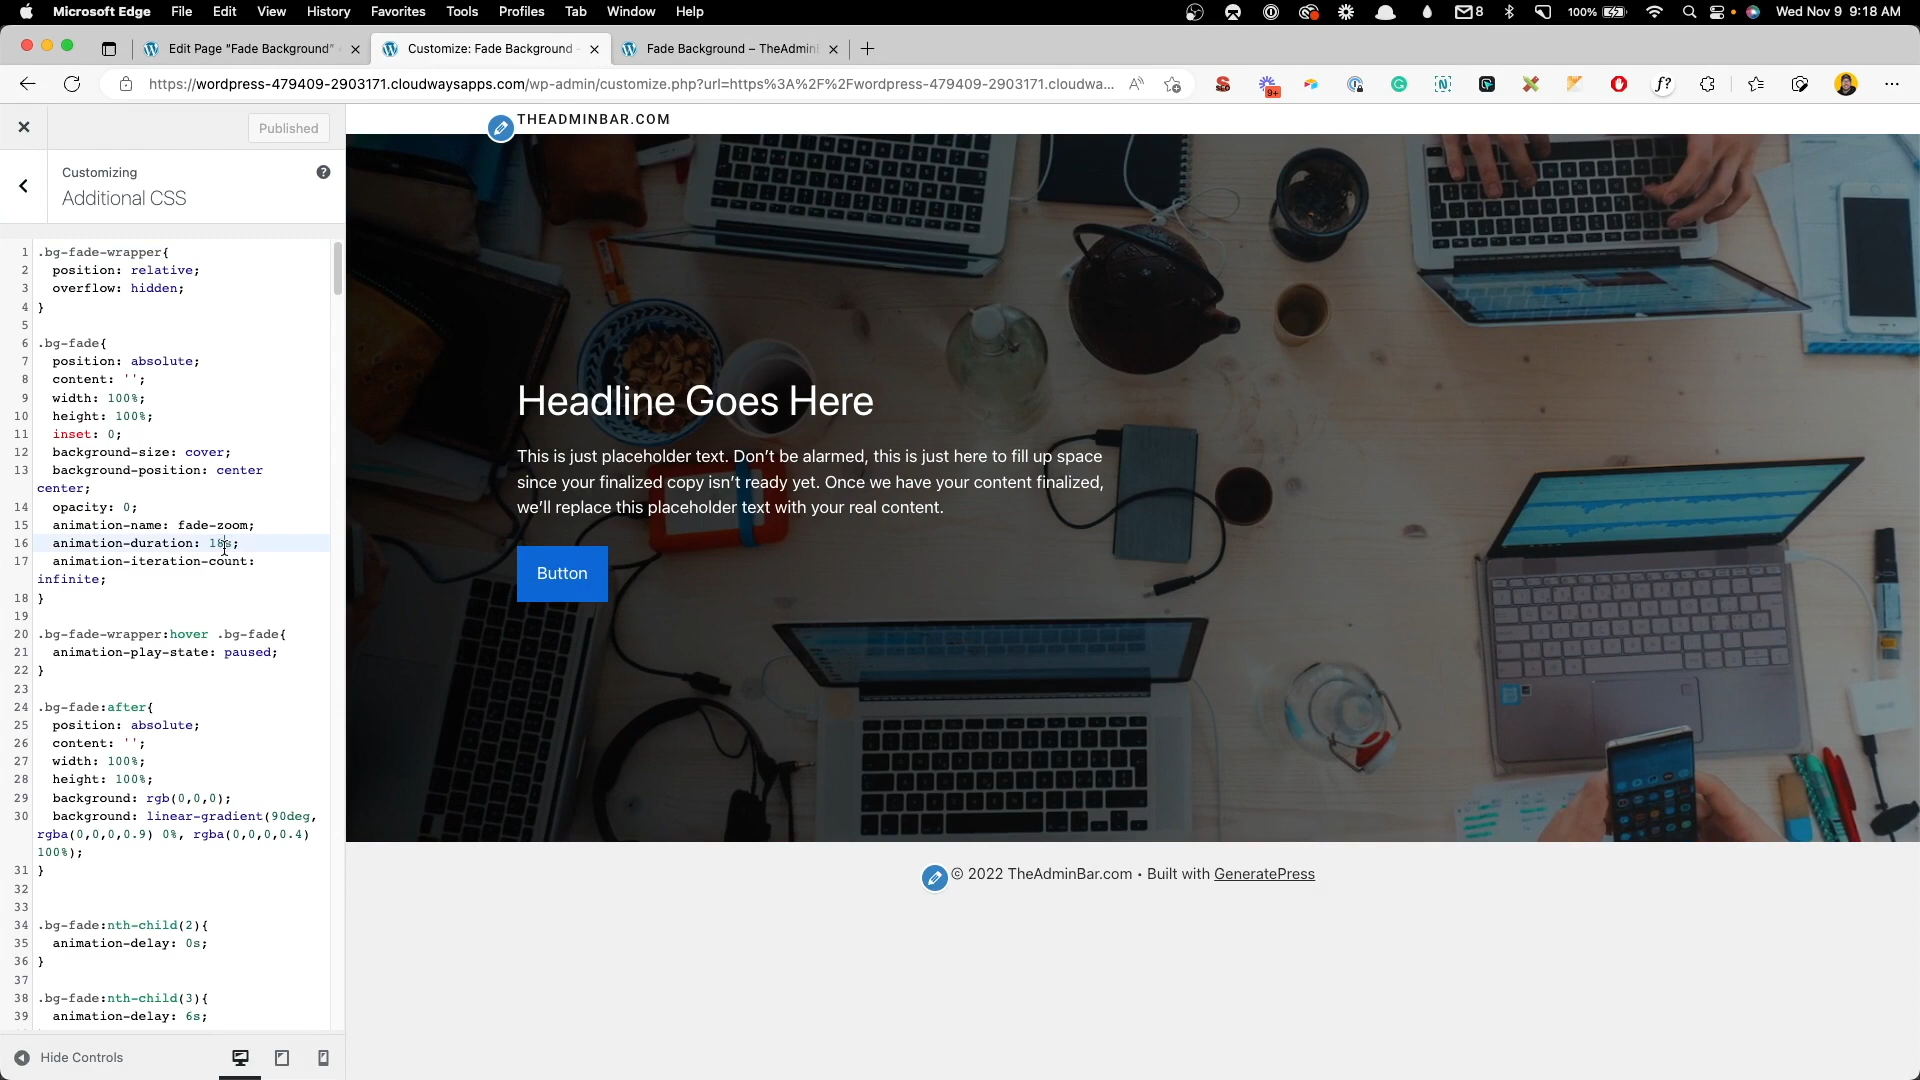 Microsoft Edge File Edit View History Favorites Tools Profiles Tab Window Help 8 100% Wed Nov 9 9:18 AM
Edit Page "Fade Background" Customize: Fade Background - Fade Background – TheAdminB
https://wordpress-479409-2903171.cloudwaysapps.com/wp-admin/customize.php?url=https%3A%2F%2Fwordpress-479409-2903171.cloudwa... 9+ f?
Published
Customizing
Additional CSS
THEADMINBAR.COM
1 .bg-fade-wrapper{
2 position: relative;
3 overflow: hidden;
4 }
5
6 .bg-fade{
7 position: absolute;
8 content: '';
9 width: 100%;
10 height: 100%;
11 inset: 0;
12 background-size: cover;
13 background-position: center
center;
14 opacity: 0;
15 animation-name: fade-zoom;
16 animation-duration: 18s;
17 animation-iteration-count:
infinite;
18 }
19
20 .bg-fade-wrapper:hover .bg-fade{
21 animation-play-state: paused;
22 }
23
24 .bg-fade:after{
25 position: absolute;
26 content: '';
27 width: 100%;
28 height: 100%;
29 background: rgb(0,0,0);
30 background: linear-gradient(90deg,
rgba(0,0,0,0.9) 0%, rgba(0,0,0,0.4)
100%);
31 }
32
33
34 .bg-fade:nth-child(2){
35 animation-delay: 0s;
36 }
37
38 .bg-fade:nth-child(3){
39 animation-delay: 6s;
Hide Controls
Headline Goes Here
This is just placeholder text. Don't be alarmed, this is just here to fill up space
since your finalized copy isn't ready yet. Once we have your content finalized,
we'll replace this placeholder text with your real content.
Button
© 2022 TheAdminBar.com • Built with GeneratePress